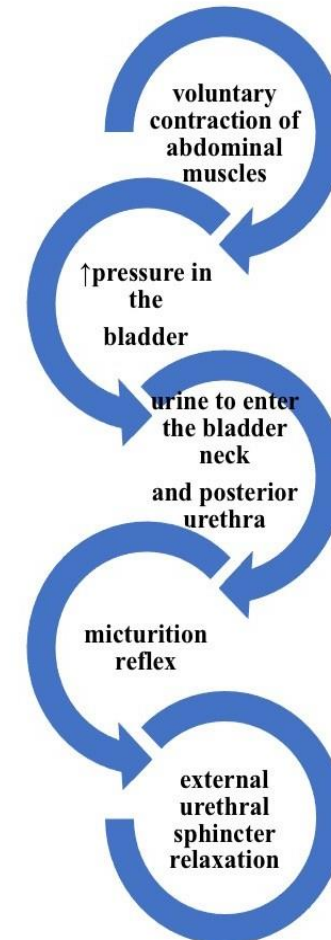 voluntary
contraction of
abdominal
muscles
↑pressure in
the
bladder
urine to enter
the bladder
neck
and posterior
urethra
micturition
reflex
external
urethral
sphincter
relaxation